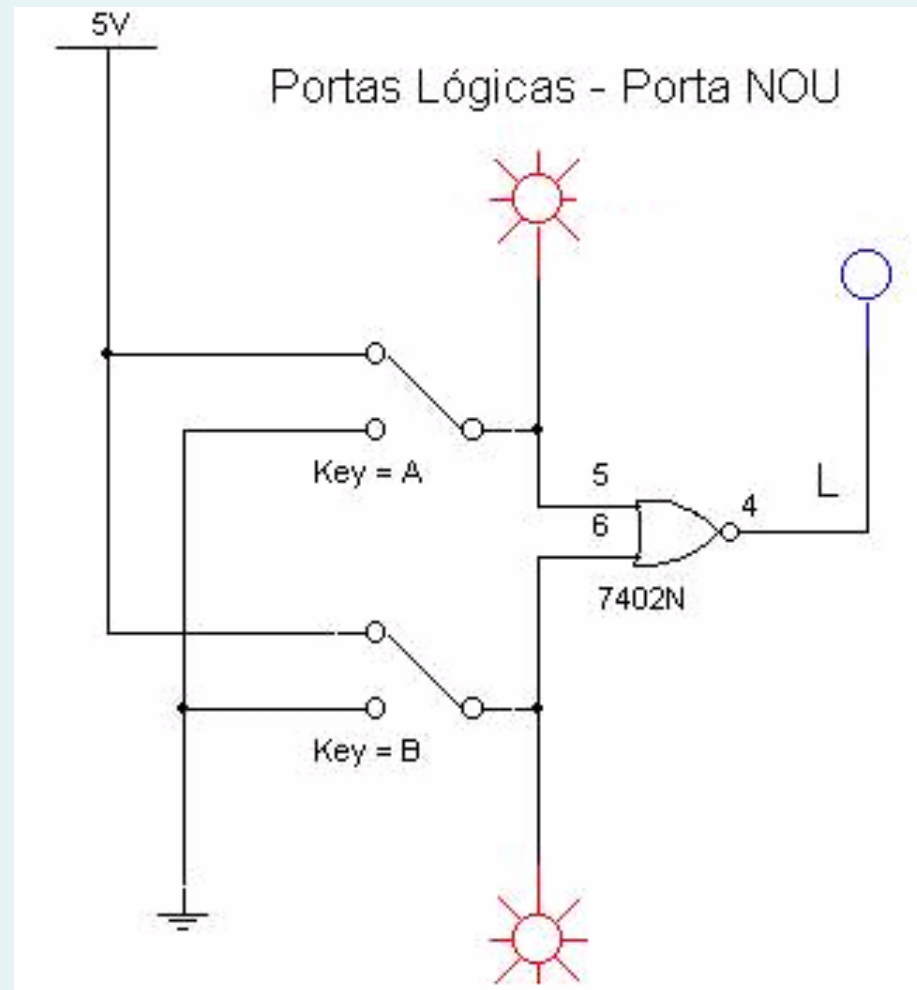 5V
Portas Lógicas - Porta NOU
Key = A
5
6
4
L
7402N
Key = B